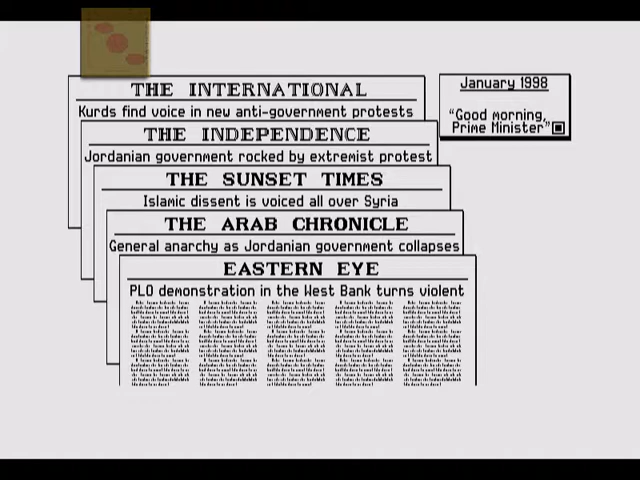 THE INTERNATIONAL
Kurds find voice in new anti-government protests
THE INDEPENDENCE
Jordanian government rocked by extremist protest
THE SUNSET TIMES
Islamic dissent is voiced all over Syria
THE ARAB CHRONICLE
General anarchy as Jordanian government collapses
EASTERN EYE
PLO demonstration in the West Bank turns violent
January 1998
“Good morning,
Prime Minister”